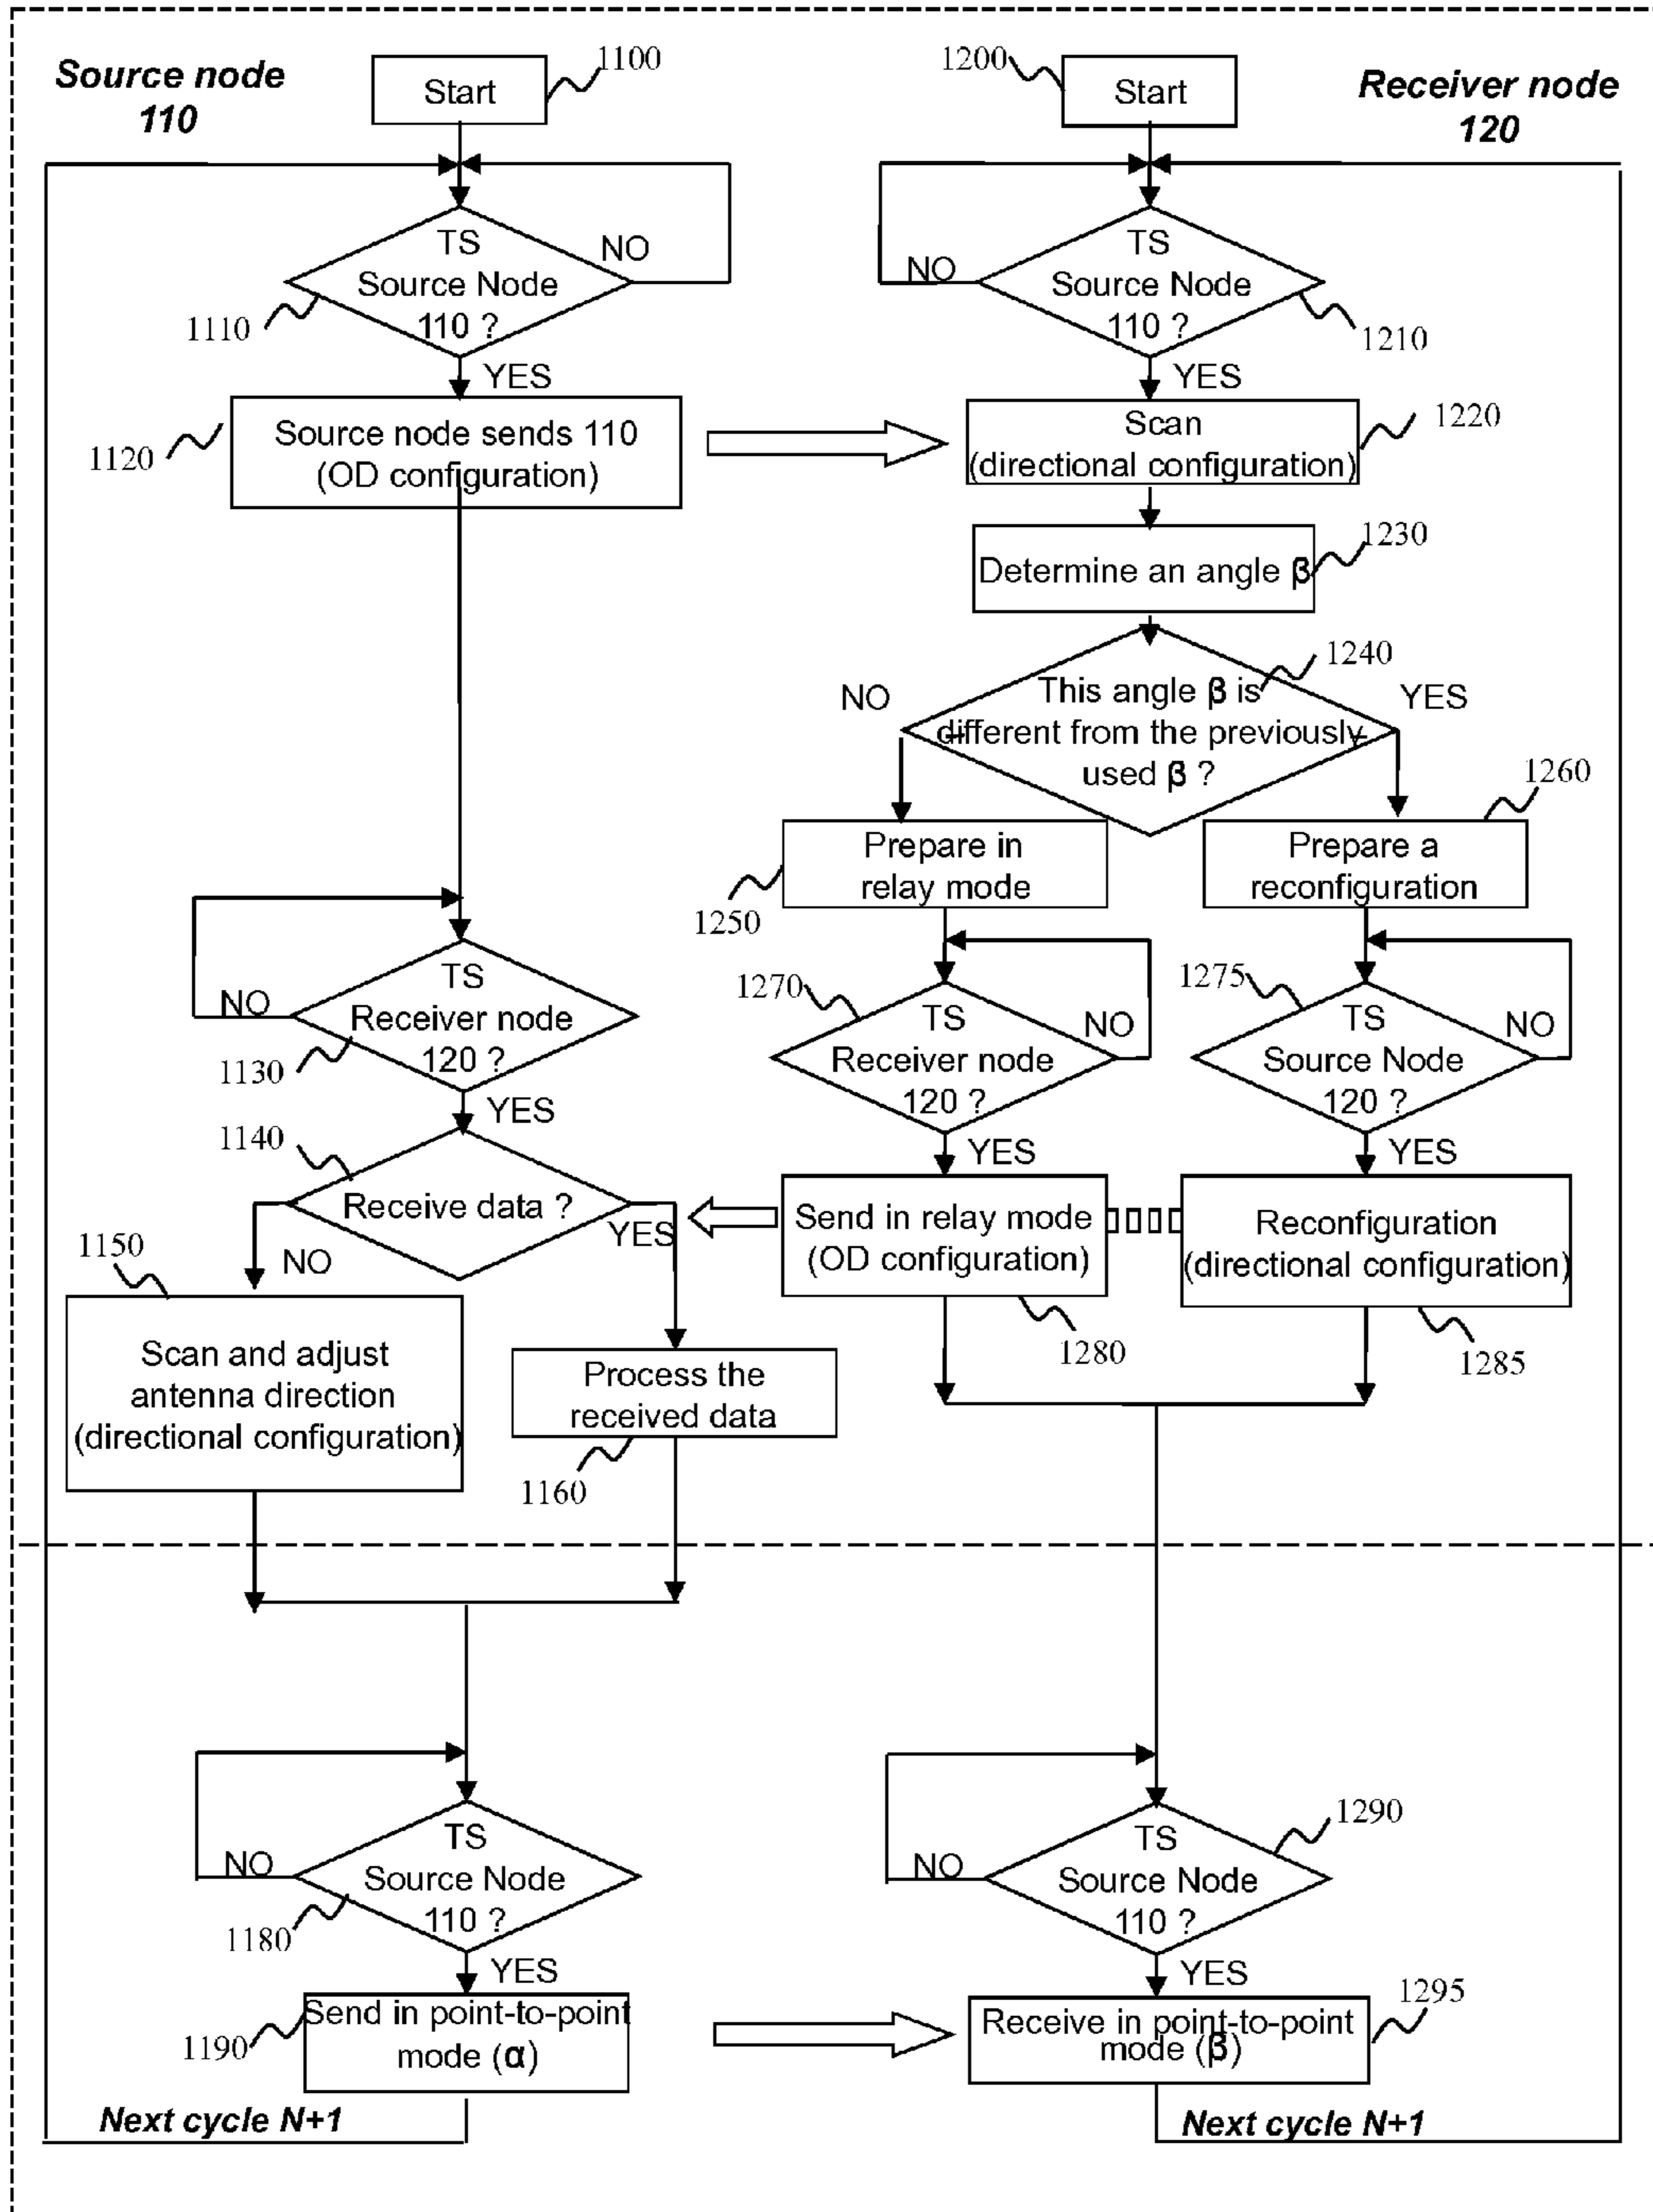 Source node
110
Start
1100
1200
Start
Receiver node
120
TS
Source Node
110 ?
NO
1110
YES
TS
Source Node
110 ?
NO
1210
YES
Source node sends 110
(OD configuration)
1120
Scan
(directional configuration)
1220
Determine an angle β
1230
1240
This angle β is
different from the previously
used β ?
NO
YES
1260
Prepare in
relay mode
1250
Prepare a
reconfiguration
TS
Receiver node
120 ?
NO
1130
YES
1270
TS
Receiver node
120 ?
NO
YES
1275
TS
Source Node
120 ?
NO
YES
1140
Receive data ?
YES
NO
1150
Send in relay mode
(OD configuration)
1280
Reconfiguration
(directional configuration)
1285
Scan and adjust
antenna direction
(directional configuration)
Process the
received data
1160
TS
Source Node
110 ?
NO
1180
YES
TS
Source Node
110 ?
NO
1290
YES
Send in point-to-point
mode (α)
1190
Receive in point-to-point
mode (β)
1295
Next cycle N+1
Next cycle N+1